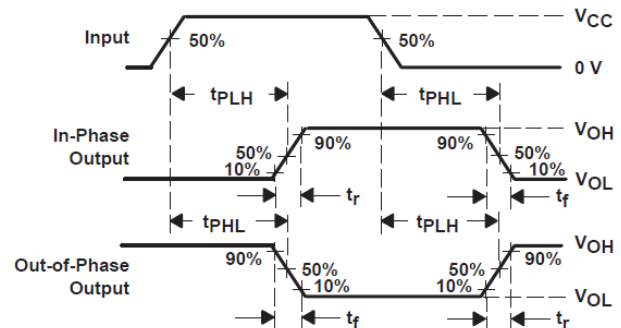 Input
50%
50%
VCC
0 V
tPLH
tPHL
In-Phase
Output
50%
10%
90%
90%
50%
10%
VOH
VOL
tr
tf
tPHL
tPLH
Out-of-Phase
Output
90%
50%
10%
50%
10%
90%
VOH
VOL
tf
tr